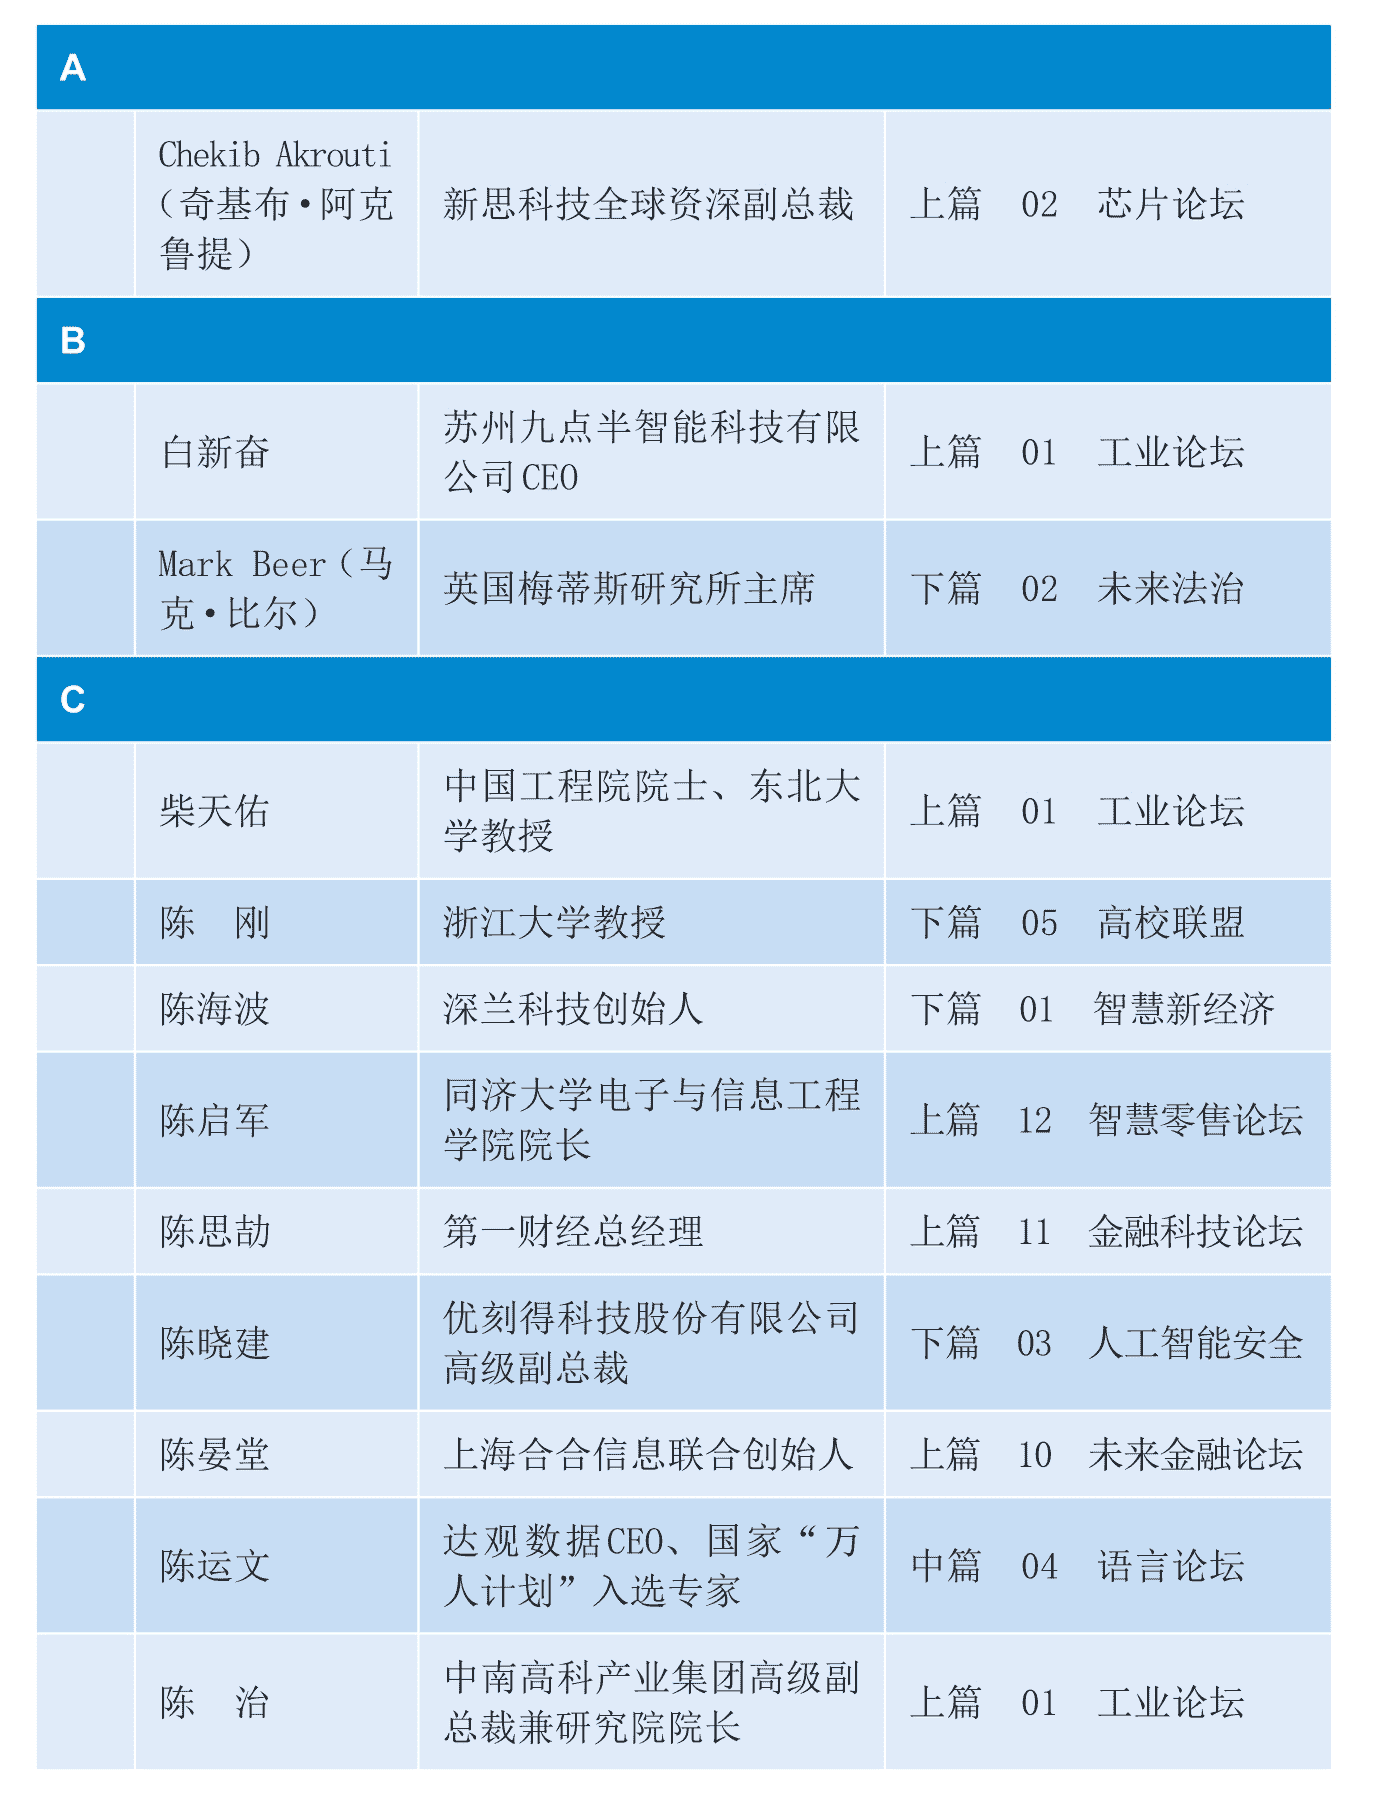 A
Chekib Akrouti
（奇基布·阿克
鲁提）
新思科技全球资深副总裁
上篇 02 芯片论坛
B
白新奋
苏州九点半智能科技有限
公司CEO
上篇 01 工业论坛
Mark Beer（马
克·比尔）
英国梅蒂斯研究所主席
下篇 02 未来法治
C
柴天佑
中国工程院院士、东北大
学教授
上篇 01 工业论坛
陈 刚
浙江大学教授
下篇 05 高校联盟
陈海波
深兰科技创始人
下篇 01 智慧新经济
陈启军
同济大学电子与信息工程
学院院长
上篇 12 智慧零售论坛
陈思劼
第一财经总经理
上篇 11 金融科技论坛
陈晓建
优刻得科技股份有限公司
高级副总裁
下篇 03 人工智能安全
陈晏堂
上海合合信息联合创始人
上篇 10 未来金融论坛
陈运文
达观数据CEO、国家“万
人计划”入选专家
中篇 04 语言论坛
陈 治
中南高科产业集团高级副
总裁兼研究院院长
上篇 01 工业论坛